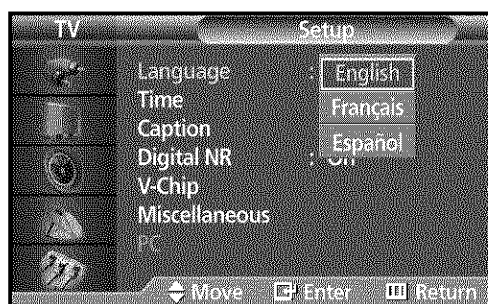 TV Setup
Language : English
Français
Time
Caption
Español
Digital NR : On
V-Chip
Miscellaneous
PC
Move Enter Return